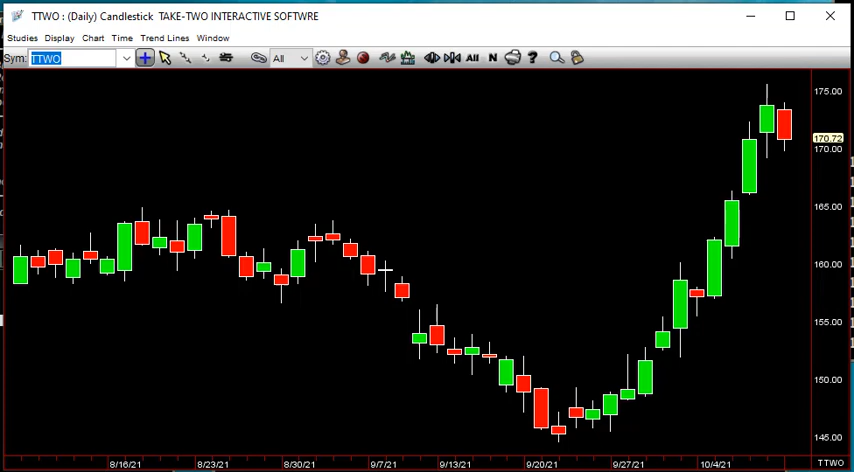 TTWO : (Daily) Candlestick TAKE-TWO INTERACTIVE SOFTWRE
Studies Display Chart Time Trend Lines Window
Sym: TTWO All All N ?
175.00
170.72
170.00
165.00
160.00
155.00
150.00
145.00
8/16/21 8/23/21 8/30/21 9/7/21 9/13/21 9/20/21 9/27/21 10/4/21 TTWO